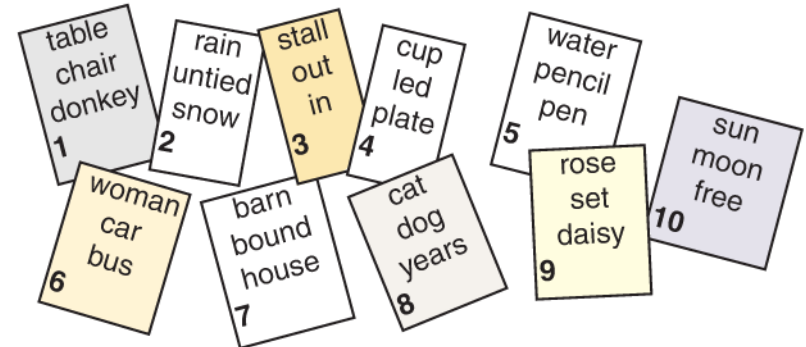 table
chair
donkey
1
rain
untied
snow
2
stall
out
in
3
cup
led
plate
4
water
pencil
pen
5
woman
car
bus
6
barn
bound
house
7
cat
dog
years
8
rose
set
daisy
9
sun
moon
free
10